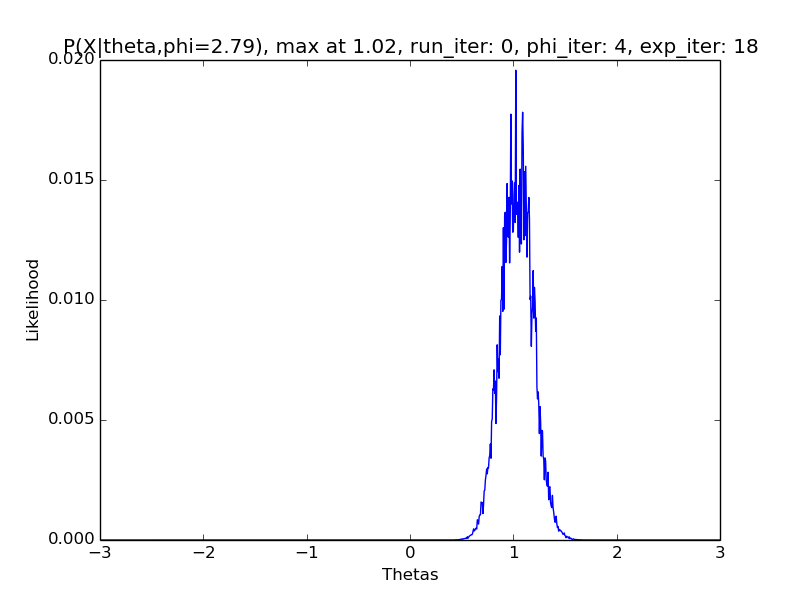 P(X|theta,phi=2.79), max at 1.02, run_iter: 0, phi_iter: 4, exp_iter: 18
0.020
0.015
0.010
0.005
0.000
Likelihood
−3 −2 −1 0 1 2 3
Thetas